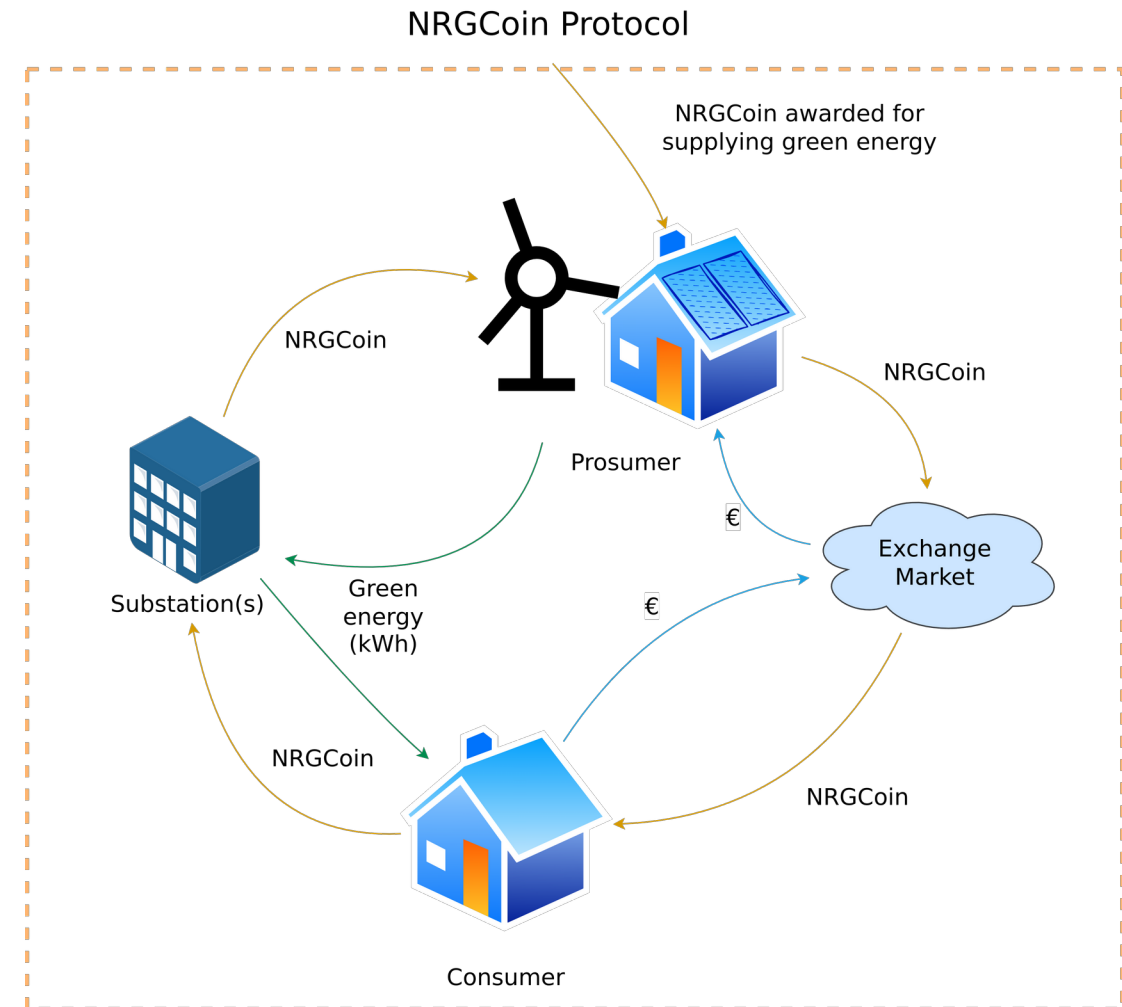 NRGCoin Protocol
NRGCoin awarded for
supplying green energy
NRGCoin
NRGCoin
Prosumer
€
Exchange
Market
Substation(s)
Green
energy
(kWh)
€
NRGCoin
NRGCoin
Consumer